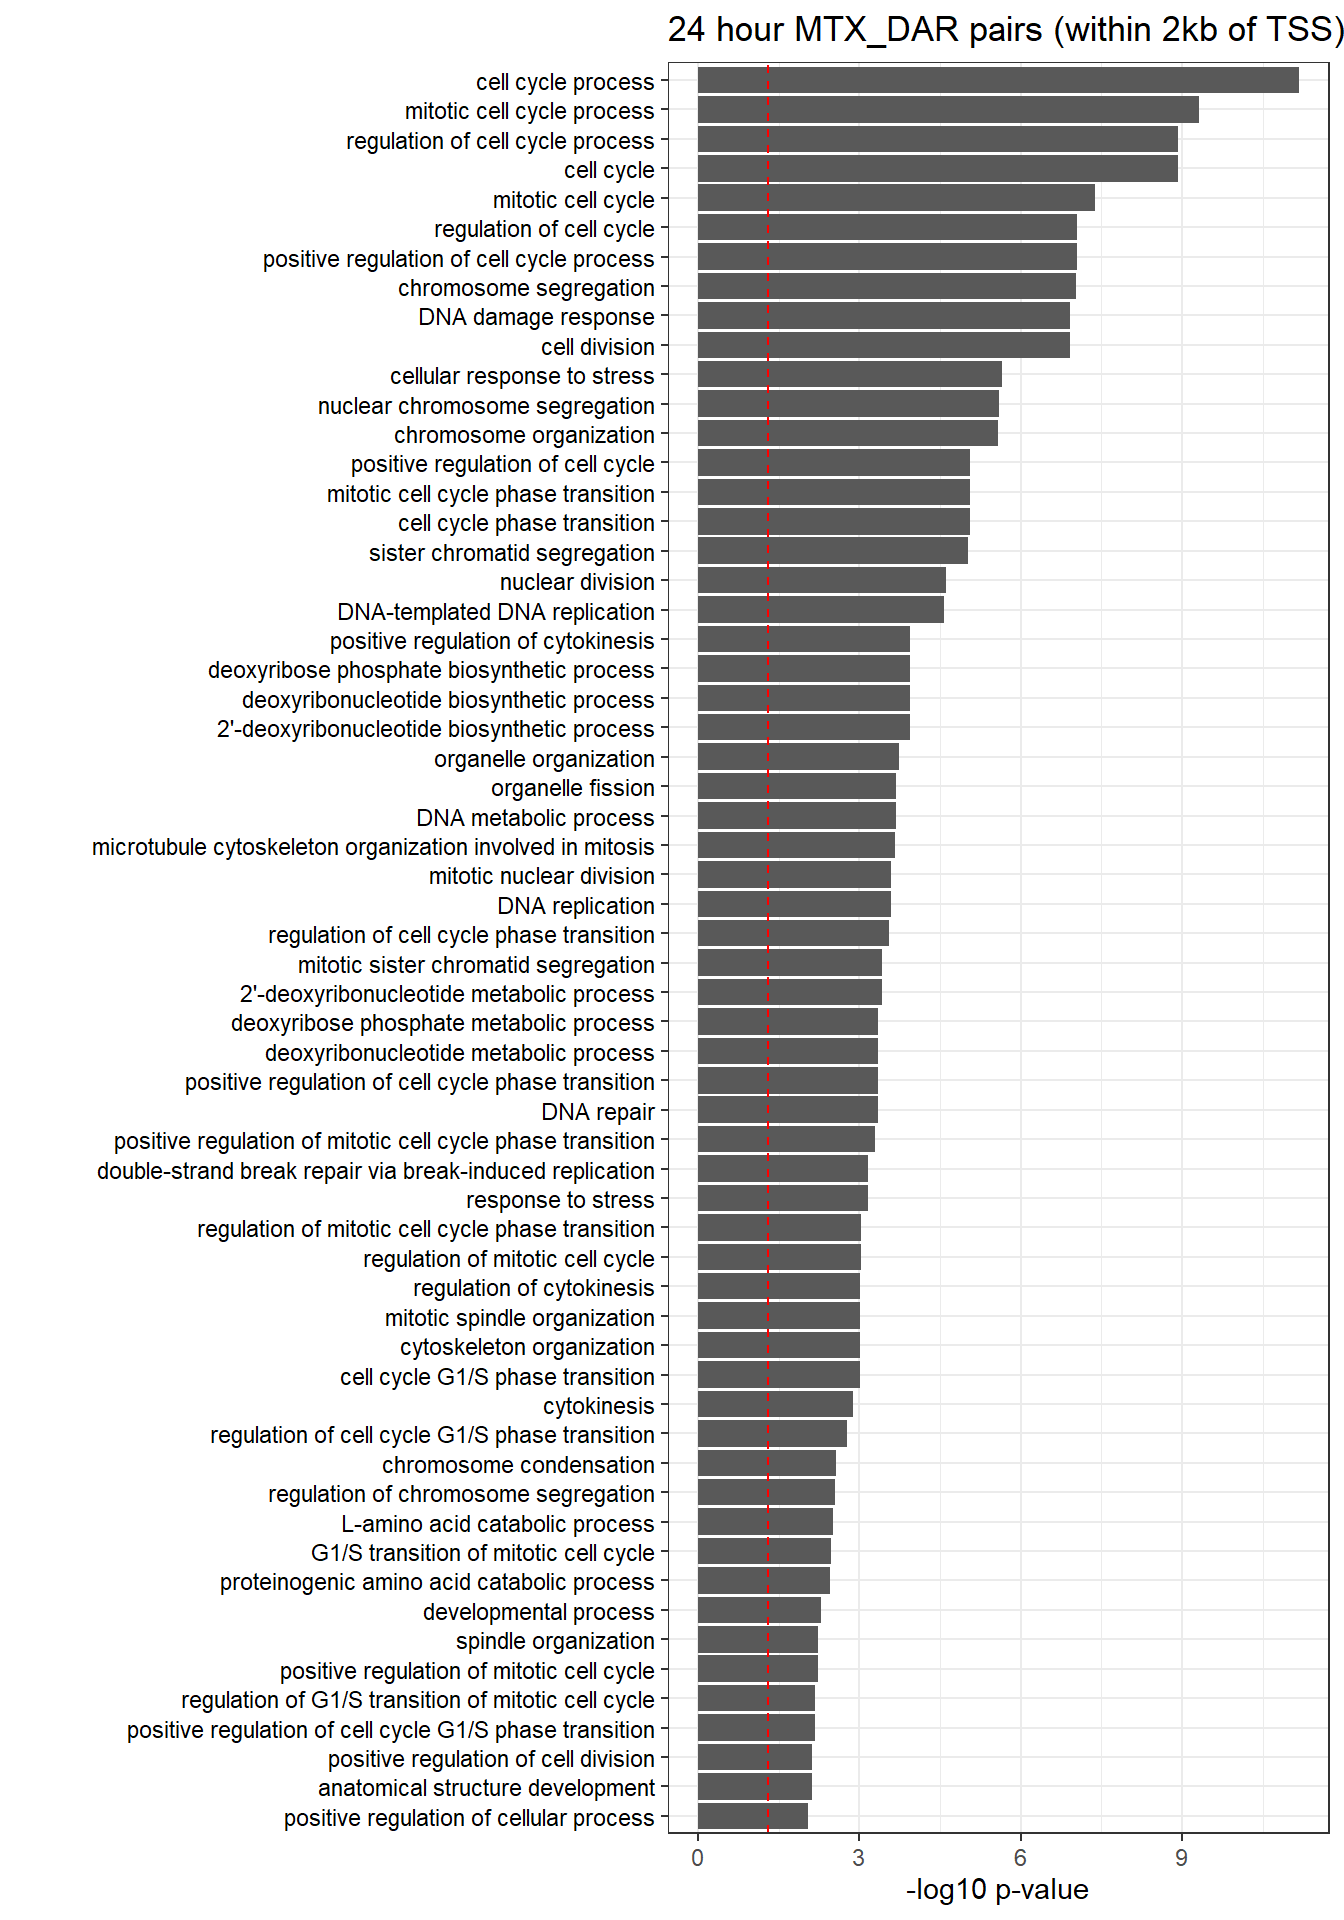 24 hour MTX_DAR pairs (within 2kb of TSS)
cell cycle process
mitotic cell cycle process
regulation of cell cycle process
cell cycle
mitotic cell cycle
regulation of cell cycle
positive regulation of cell cycle process
chromosome segregation
DNA damage response
cell division
cellular response to stress
nuclear chromosome segregation
chromosome organization
positive regulation of cell cycle
mitotic cell cycle phase transition
cell cycle phase transition
sister chromatid segregation
nuclear division
DNA-templated DNA replication
positive regulation of cytokinesis
deoxyribose phosphate biosynthetic process
deoxyribonucleotide biosynthetic process
2'-deoxyribonucleotide biosynthetic process
organelle organization
organelle fission
DNA metabolic process
microtubule cytoskeleton organization involved in mitosis
mitotic nuclear division
DNA replication
regulation of cell cycle phase transition
mitotic sister chromatid segregation
2'-deoxyribonucleotide metabolic process
deoxyribose phosphate metabolic process
deoxyribonucleotide metabolic process
positive regulation of cell cycle phase transition
DNA repair
positive regulation of mitotic cell cycle phase transition
double-strand break repair via break-induced replication
response to stress
regulation of mitotic cell cycle phase transition
regulation of mitotic cell cycle
regulation of cytokinesis
mitotic spindle organization
cytoskeleton organization
cell cycle G1/S phase transition
cytokinesis
regulation of cell cycle G1/S phase transition
chromosome condensation
regulation of chromosome segregation
L-amino acid catabolic process
G1/S transition of mitotic cell cycle
proteinogenic amino acid catabolic process
developmental process
spindle organization
positive regulation of mitotic cell cycle
regulation of G1/S transition of mitotic cell cycle
positive regulation of cell cycle G1/S phase transition
positive regulation of cell division
anatomical structure development
positive regulation of cellular process
0 3 6 9
-log10 p-value